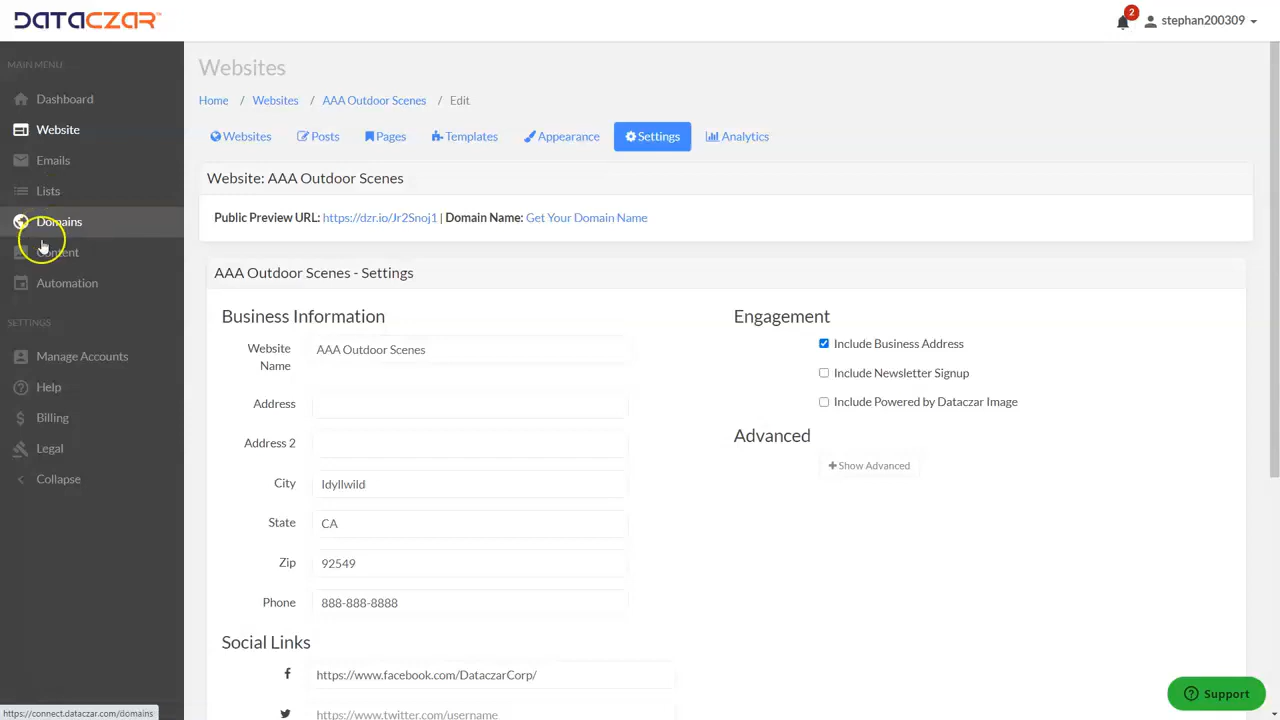 DATACZAR
2
stephan200309
MAIN MENU
Dashboard
Website
Emails
Lists
Domains
Content
Automation
SETTINGS
Manage Accounts
Help
Billing
Legal
Collapse
Websites
Home / Websites / AAA Outdoor Scenes / Edit
Websites Posts Pages Templates Appearance Settings Analytics
Website: AAA Outdoor Scenes
Public Preview URL: https://dzr.io/Jr2Snoj1 | Domain Name: Get Your Domain Name
AAA Outdoor Scenes - Settings
Business Information
Website Name AAA Outdoor Scenes
Address
Address 2
City Idyllwild
State CA
Zip 92549
Phone 888-888-8888
Social Links
https://www.facebook.com/DataczarCorp/
https://www.twitter.com/username
Engagement
Include Business Address
Include Newsletter Signup
Include Powered by Dataczar Image
Advanced
+ Show Advanced
Support
https://connect.dataczar.com/domains